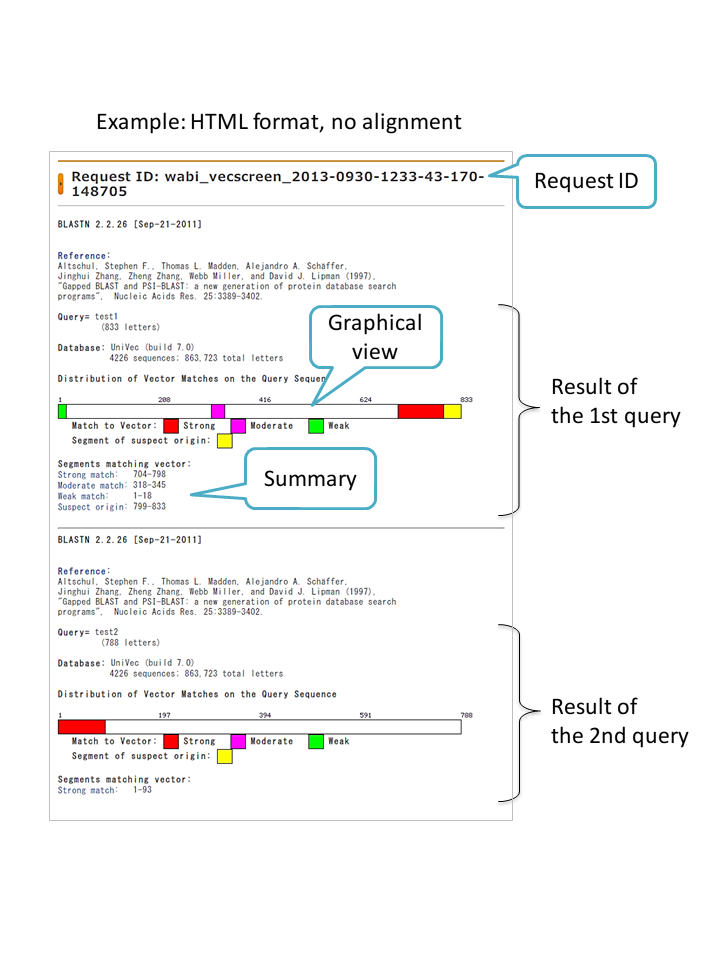 Example: HTML format, no alignment
Request ID: wabi_vecscreen_2013-0930-1233-43-170-
148705
Request ID
BLASTN 2.2.26 [Sep-21-2011]
Reference:
Altschul, Stephen F., Thomas L. Madden, Alejandro A. Schäffer,
Jinghui Zhang, Zheng Zhang, Webb Miller, and David J. Lipman (1997),
"Gapped BLAST and PSI-BLAST: a new generation of protein database search
programs", Nucleic Acids Res. 25:3389-3402.
Query= test1
(833 letters)
Database: UniVec (build 7.0)
4226 sequences; 863,723 total letters
Graphical
view
Distribution of Vector Matches on the Query Sequen
1 208 416 624 833
Match to Vector: Strong Moderate Weak
Segment of suspect origin:
Segments matching vector:
Strong match: 704-798
Moderate match: 318-345
Weak match: 1-18
Suspect origin: 799-833
Summary
Result of
the 1st query
BLASTN 2.2.26 [Sep-21-2011]
Reference:
Altschul, Stephen F., Thomas L. Madden, Alejandro A. Schäffer,
Jinghui Zhang, Zheng Zhang, Webb Miller, and David J. Lipman (1997),
"Gapped BLAST and PSI-BLAST: a new generation of protein database search
programs", Nucleic Acids Res. 25:3389-3402.
Query= test2
(788 letters)
Database: UniVec (build 7.0)
4226 sequences; 863,723 total letters
Distribution of Vector Matches on the Query Sequence
1 197 394 591 788
Match to Vector: Strong Moderate Weak
Segment of suspect origin:
Segments matching vector:
Strong match: 1-93
Result of
the 2nd query